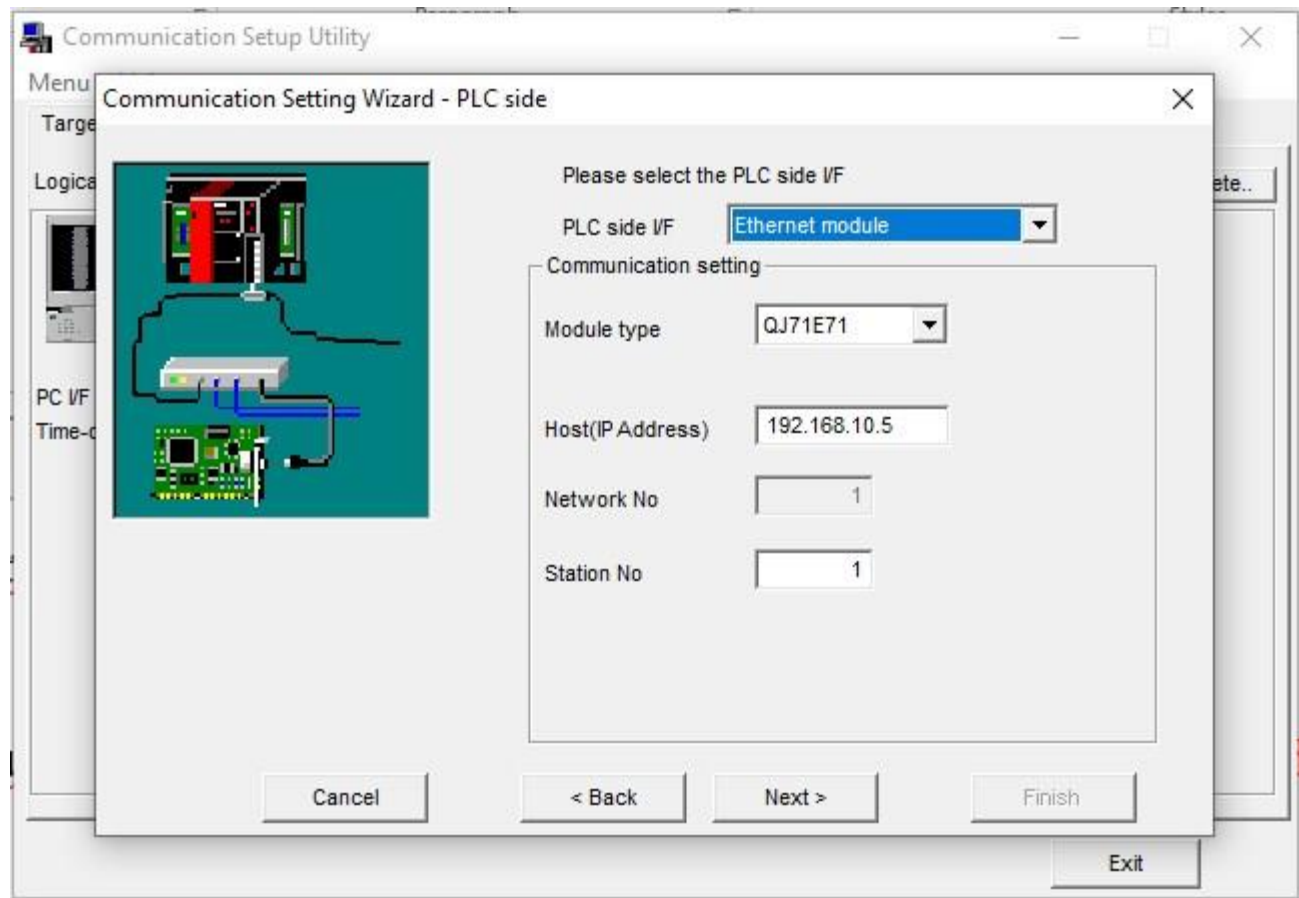 Communication Setup Utility
Menu
Communication Setting Wizard - PLC side
Targe
Logica
ete..
Please select the PLC side I/F
PLC side I/F Ethernet module
Communication setting
Module type QJ71E71
PC I/F
Host(IP Address) 192.168.10.5
Time-o
Network No 1
Station No 1
Cancel < Back Next > Finish
Exit